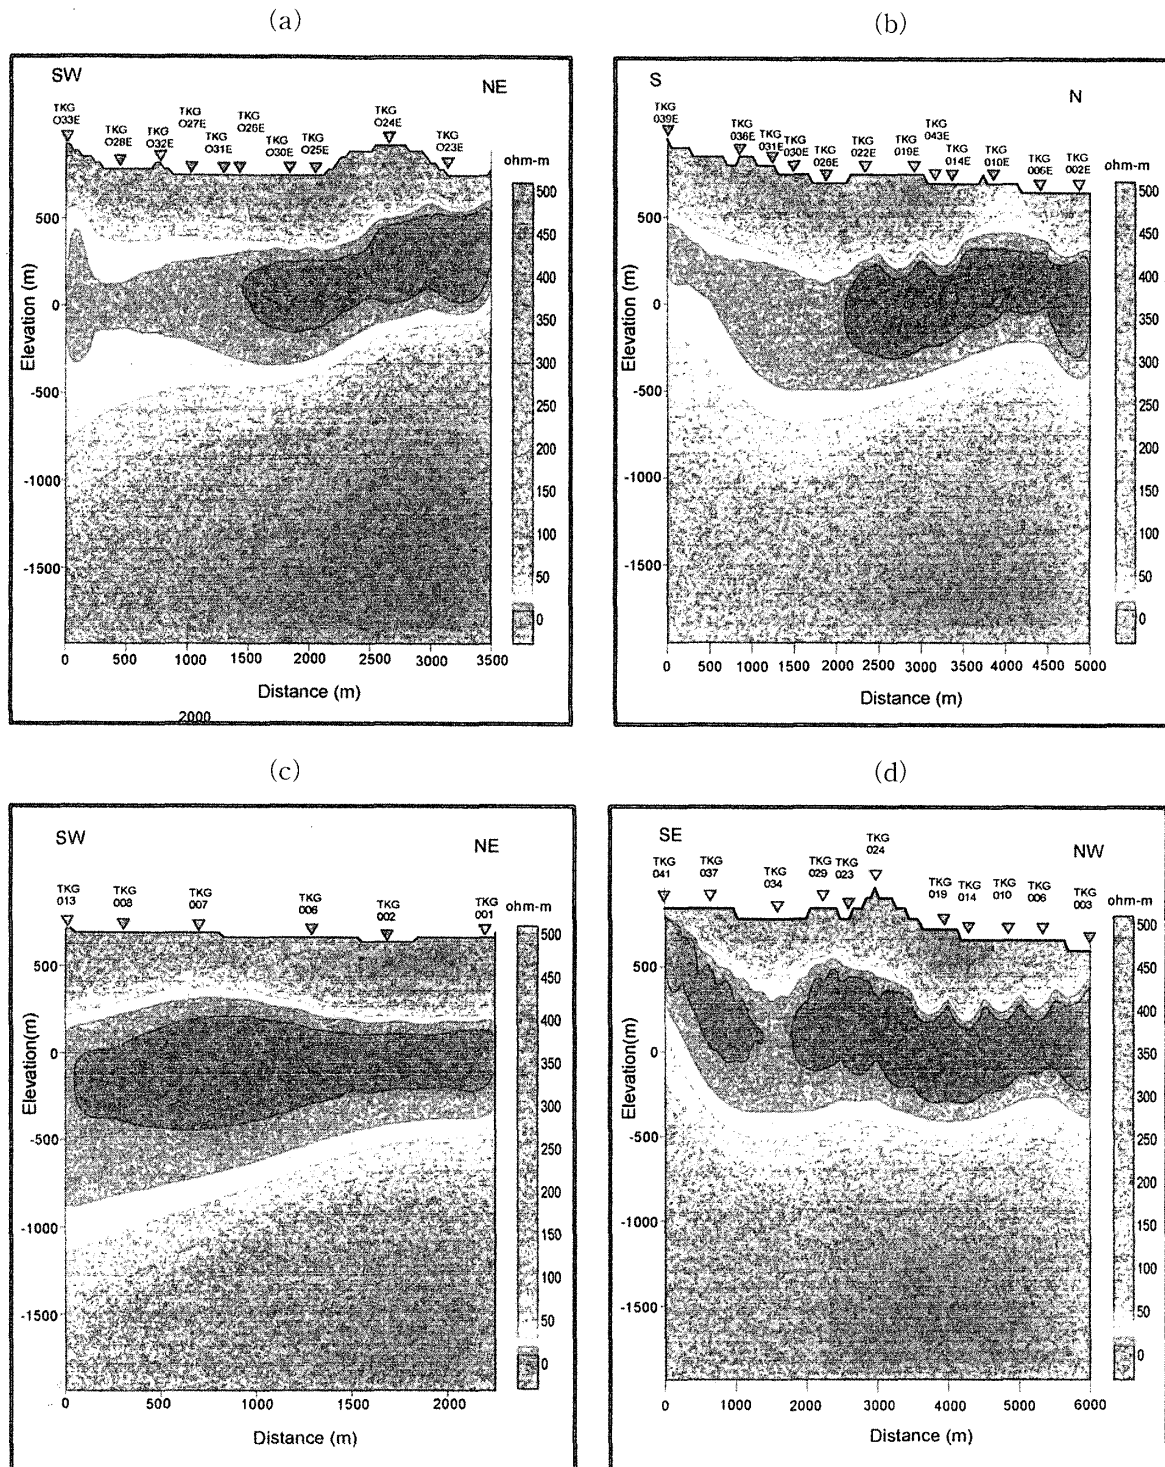 (a)
SW
NE
TKG O33E
TKG O28E
TKG O32E
TKG O27E
TKG O31E
TKG O26E
TKG O30E
TKG O25E
TKG O24E
TKG O23E
ohm-m
500
450
400
350
300
250
200
150
100
50
0
500
0
-500
-1000
-1500
Elevation (m)
0 500 1000 1500 2000 2500 3000 3500
Distance (m)
2000
(b)
S
N
TKG 039E
TKG 036E
TKG 031E
TKG 030E
TKG 026E
TKG 022E
TKG 019E
TKG 043E
TKG 014E
TKG 010E
TKG 006E
TKG 002E
ohm-m
500
450
400
350
300
250
200
150
100
50
0
500
0
-500
-1000
-1500
Elevation (m)
0 500 1000 1500 2000 2500 3000 3500 4000 4500 5000
Distance (m)
(c)
SW
NE
TKG 013
TKG 008
TKG 007
TKG 006
TKG 002
TKG 001
ohm-m
500
450
400
350
300
250
200
150
100
50
0
500
0
-500
-1000
-1500
Elevation(m)
0 500 1000 1500 2000
Distance (m)
(d)
SE
NW
TKG 041
TKG 037
TKG 034
TKG 029
TKG 023
TKG 024
TKG 019
TKG 014
TKG 010
TKG 006
TKG 003
ohm-m
500
450
400
350
300
250
200
150
100
50
0
500
0
-500
-1000
-1500
Elevation(m)
0 1000 2000 3000 4000 5000 6000
Distance (m)